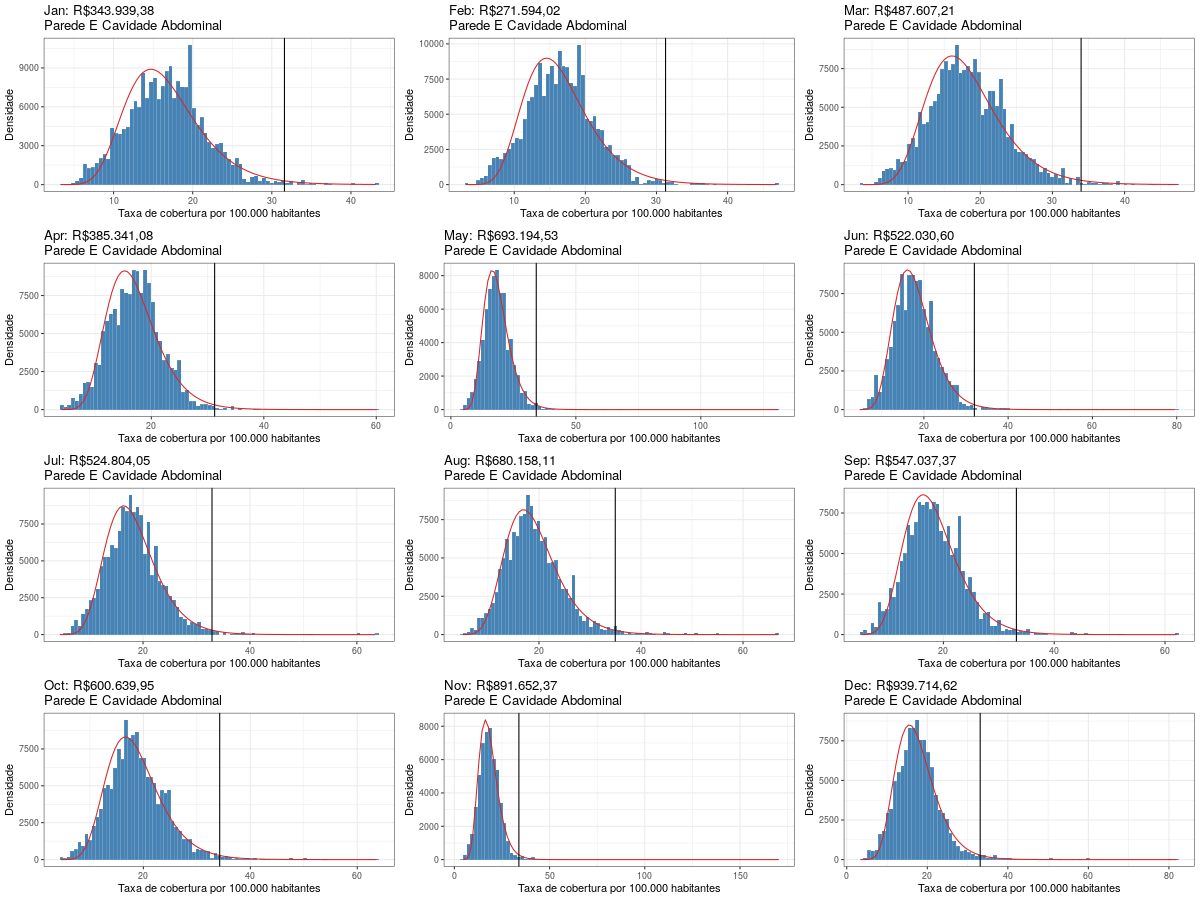 Jan: R$343.939,38
Parede E Cavidade Abdominal
Densidade
9000
6000
3000
0
10 20 30 40
Taxa de cobertura por 100.000 habitantes
Feb: R$271.594,02
Parede E Cavidade Abdominal
Densidade
10000
7500
5000
2500
0
10 20 30 40
Taxa de cobertura por 100.000 habitantes
Mar: R$487.607,21
Parede E Cavidade Abdominal
Densidade
7500
5000
2500
0
10 20 30 40
Taxa de cobertura por 100.000 habitantes
Apr: R$385.341,08
Parede E Cavidade Abdominal
Densidade
7500
5000
2500
0
20 40 60
Taxa de cobertura por 100.000 habitantes
May: R$693.194,53
Parede E Cavidade Abdominal
Densidade
8000
6000
4000
2000
0
0 50 100
Taxa de cobertura por 100.000 habitantes
Jun: R$522.030,60
Parede E Cavidade Abdominal
Densidade
7500
5000
2500
0
20 40 60 80
Taxa de cobertura por 100.000 habitantes
Jul: R$524.804,05
Parede E Cavidade Abdominal
Densidade
7500
5000
2500
0
20 40 60
Taxa de cobertura por 100.000 habitantes
Aug: R$680.158,11
Parede E Cavidade Abdominal
Densidade
7500
5000
2500
0
20 40 60
Taxa de cobertura por 100.000 habitantes
Sep: R$547.037,37
Parede E Cavidade Abdominal
Densidade
7500
5000
2500
0
20 40 60
Taxa de cobertura por 100.000 habitantes
Oct: R$600.639,95
Parede E Cavidade Abdominal
Densidade
7500
5000
2500
0
20 40 60
Taxa de cobertura por 100.000 habitantes
Nov: R$891.652,37
Parede E Cavidade Abdominal
Densidade
8000
6000
4000
2000
0
0 50 100 150
Taxa de cobertura por 100.000 habitantes
Dec: R$939.714,62
Parede E Cavidade Abdominal
Densidade
7500
5000
2500
0
0 20 40 60 80
Taxa de cobertura por 100.000 habitantes